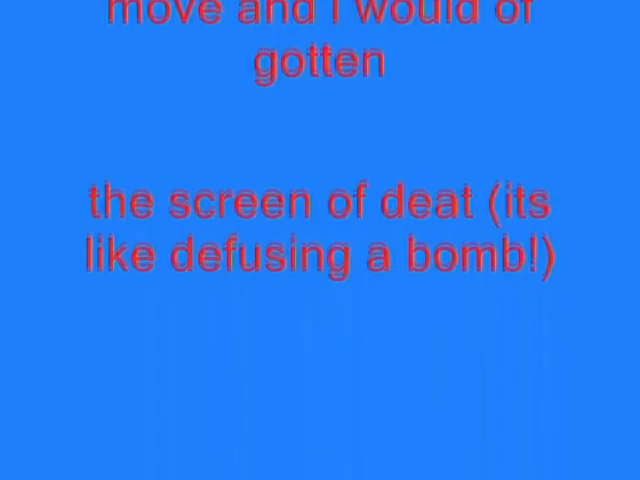 move and I would of
gotten
the screen of deat (its
like defusing a bomb!)